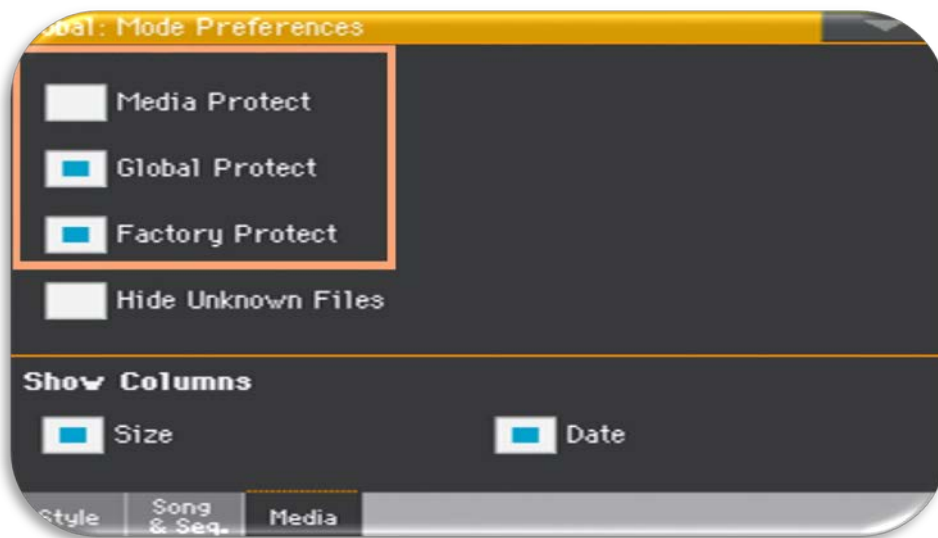 obal: Mode Preferences
Media Protect
Global Protect
Factory Protect
Hide Unknown Files
Show Columns
Size Date
Style Song & Seq. Media